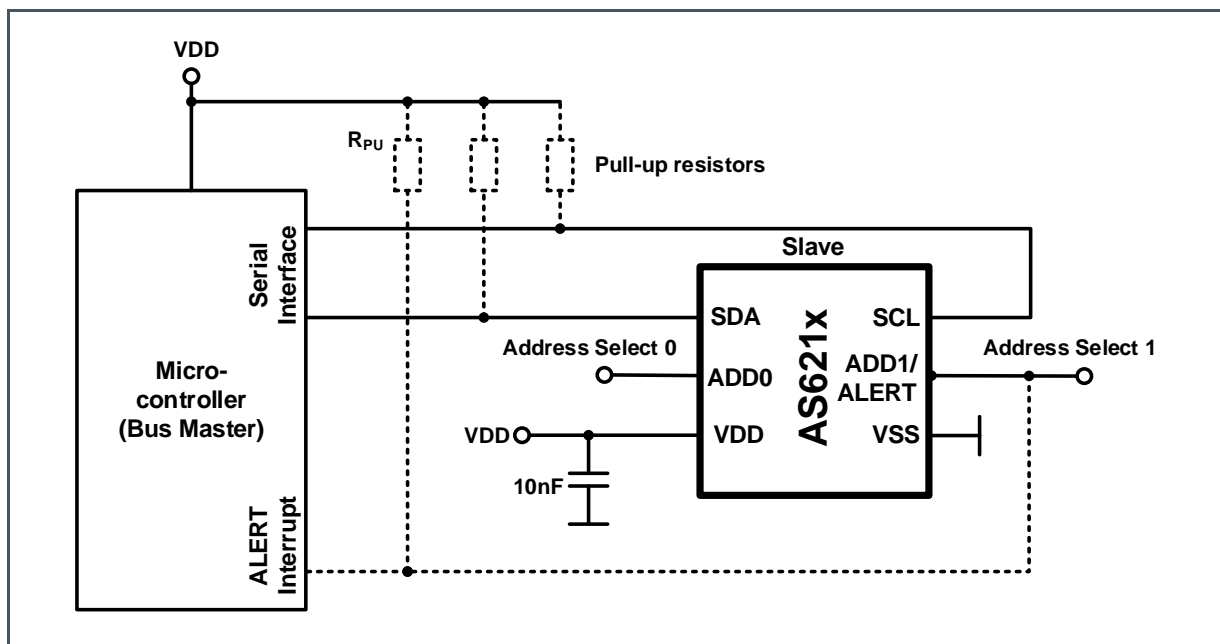 VDD
RPU
Pull-up resistors
Serial
Interface
Slave
SDA
SCL
Address Select 0
Address Select 1
ADD0
ADD1/
ALERT
AS621x
Micro-
controller
(Bus Master)
VDD
VDD
VSS
10nF
ALERT
Interrupt